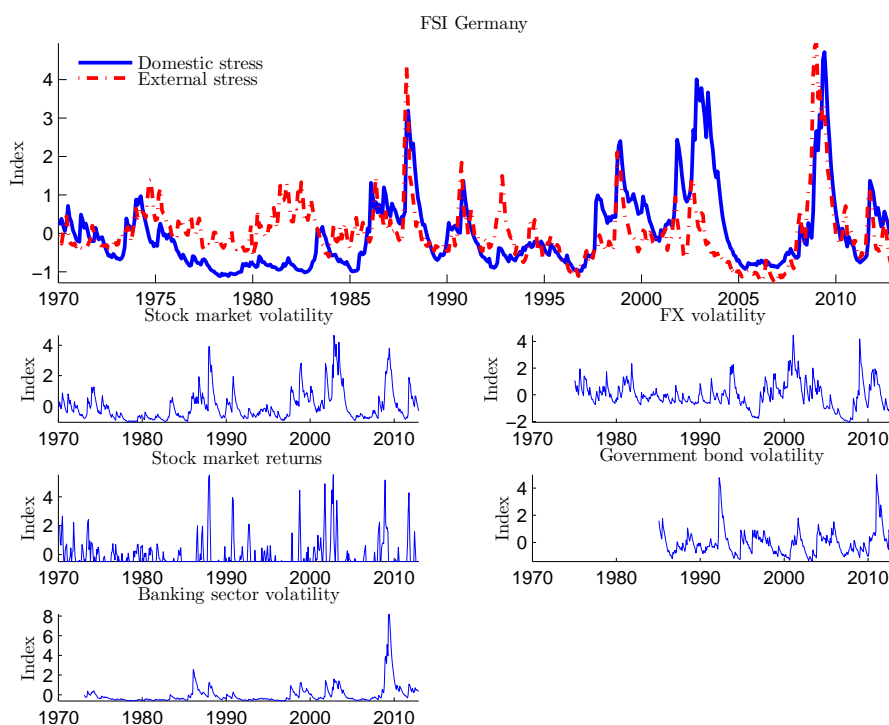 FSI Germany
Domestic stress
External stress
Index
4
3
2
1
0
−1
1970 1975 1980 1985 1990 1995 2000 2005 2010
Stock market volatility
Index
4
2
0
1970 1980 1990 2000 2010
FX volatility
Index
4
2
0
−2
1970 1980 1990 2000 2010
Stock market returns
Index
4
2
0
1970 1980 1990 2000 2010
Government bond volatility
Index
4
2
0
1970 1980 1990 2000 2010
Banking sector volatility
Index
8
6
4
2
0
1970 1980 1990 2000 2010